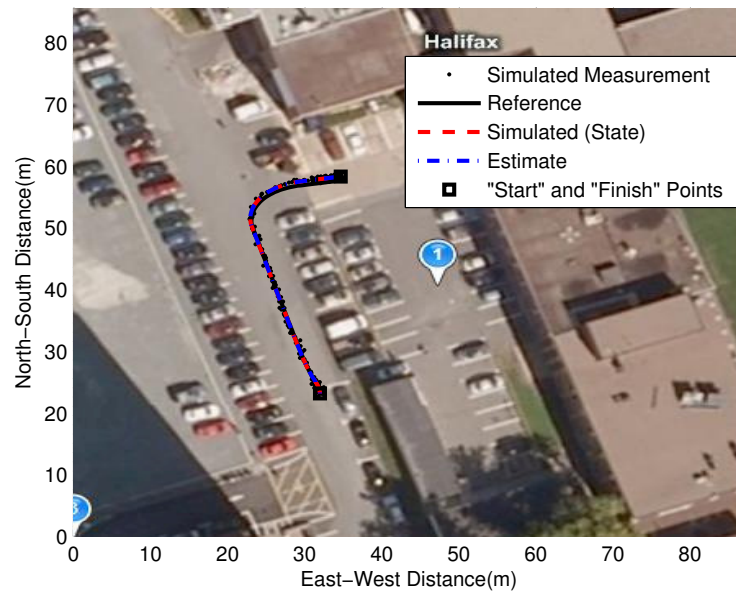 Halifax
Simulated Measurement
Reference
Simulated (State)
Estimate
"Start" and "Finish" Points
1
North−South Distance(m)
80
70
60
50
40
30
20
10
0
0 10 20 30 40 50 60 70 80
East−West Distance(m)